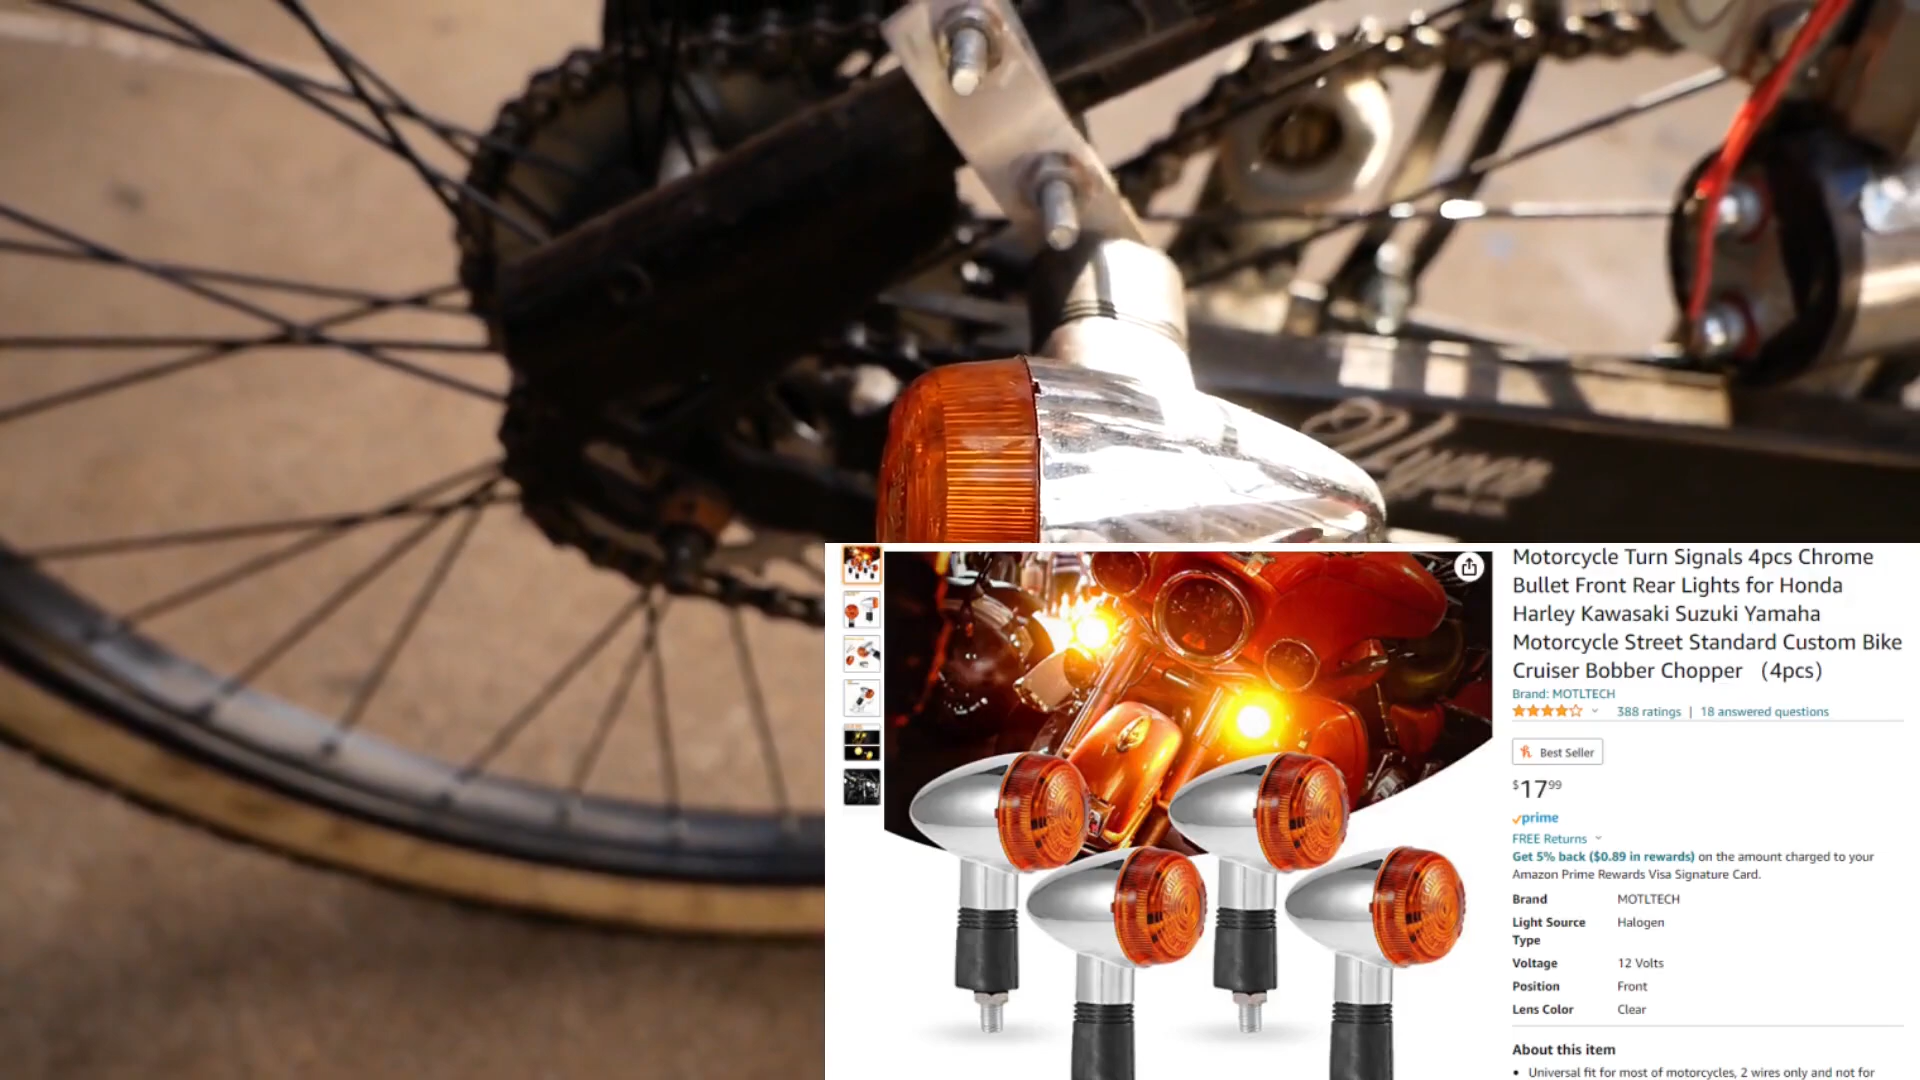 Hyper
Motorcycle Turn Signals 4pcs Chrome
Bullet Front Rear Lights for Honda
Harley Kawasaki Suzuki Yamaha
Motorcycle Street Standard Custom Bike
Cruiser Bobber Chopper （4pcs）
Brand: MOTLTECH
388 ratings | 18 answered questions
Best Seller
$17.99
prime
FREE Returns
Get 5% back ($0.89 in rewards) on the amount charged to your
Amazon Prime Rewards Visa Signature Card.
Brand MOTLTECH
Light Source Halogen
Type
Voltage 12 Volts
Position Front
Lens Color Clear
About this item
• Universal fit for most of motorcycles, 2 wires only and not for